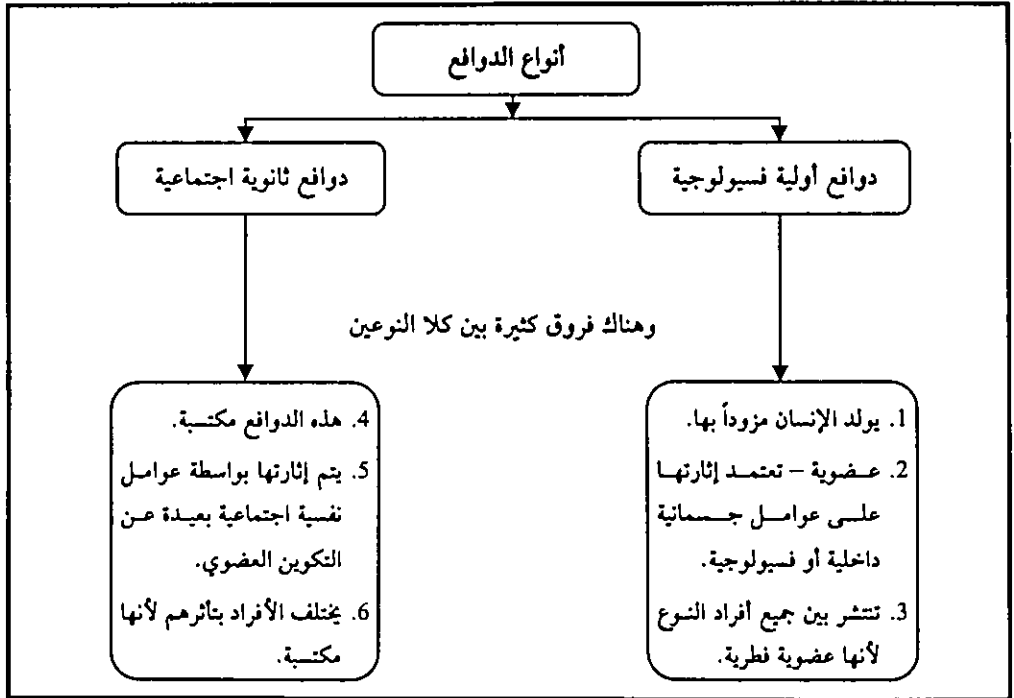 أنواع الدوافع
دوافع أولية فسيولوجية
دوافع ثانوية اجتماعية
وهناك فروق كثيرة بين كلا النوعين
1. يولد الإنسان مزوداً بها.
2. عضوية – تعتمد إثارتها
على عوامل جسمانية
داخلية أو فسيولوجية.
3. تنتشر بين جميع أفراد النوع
لأنها عضوية فطرية.
4. هذه الدوافع مكتسبة.
5. يتم إثارتها بواسطة عوامل
نفسية اجتماعية بعيدة عن
التكوين العضوي.
6. يختلف الأفراد بتأثرهم لأنها
مكتسبة.